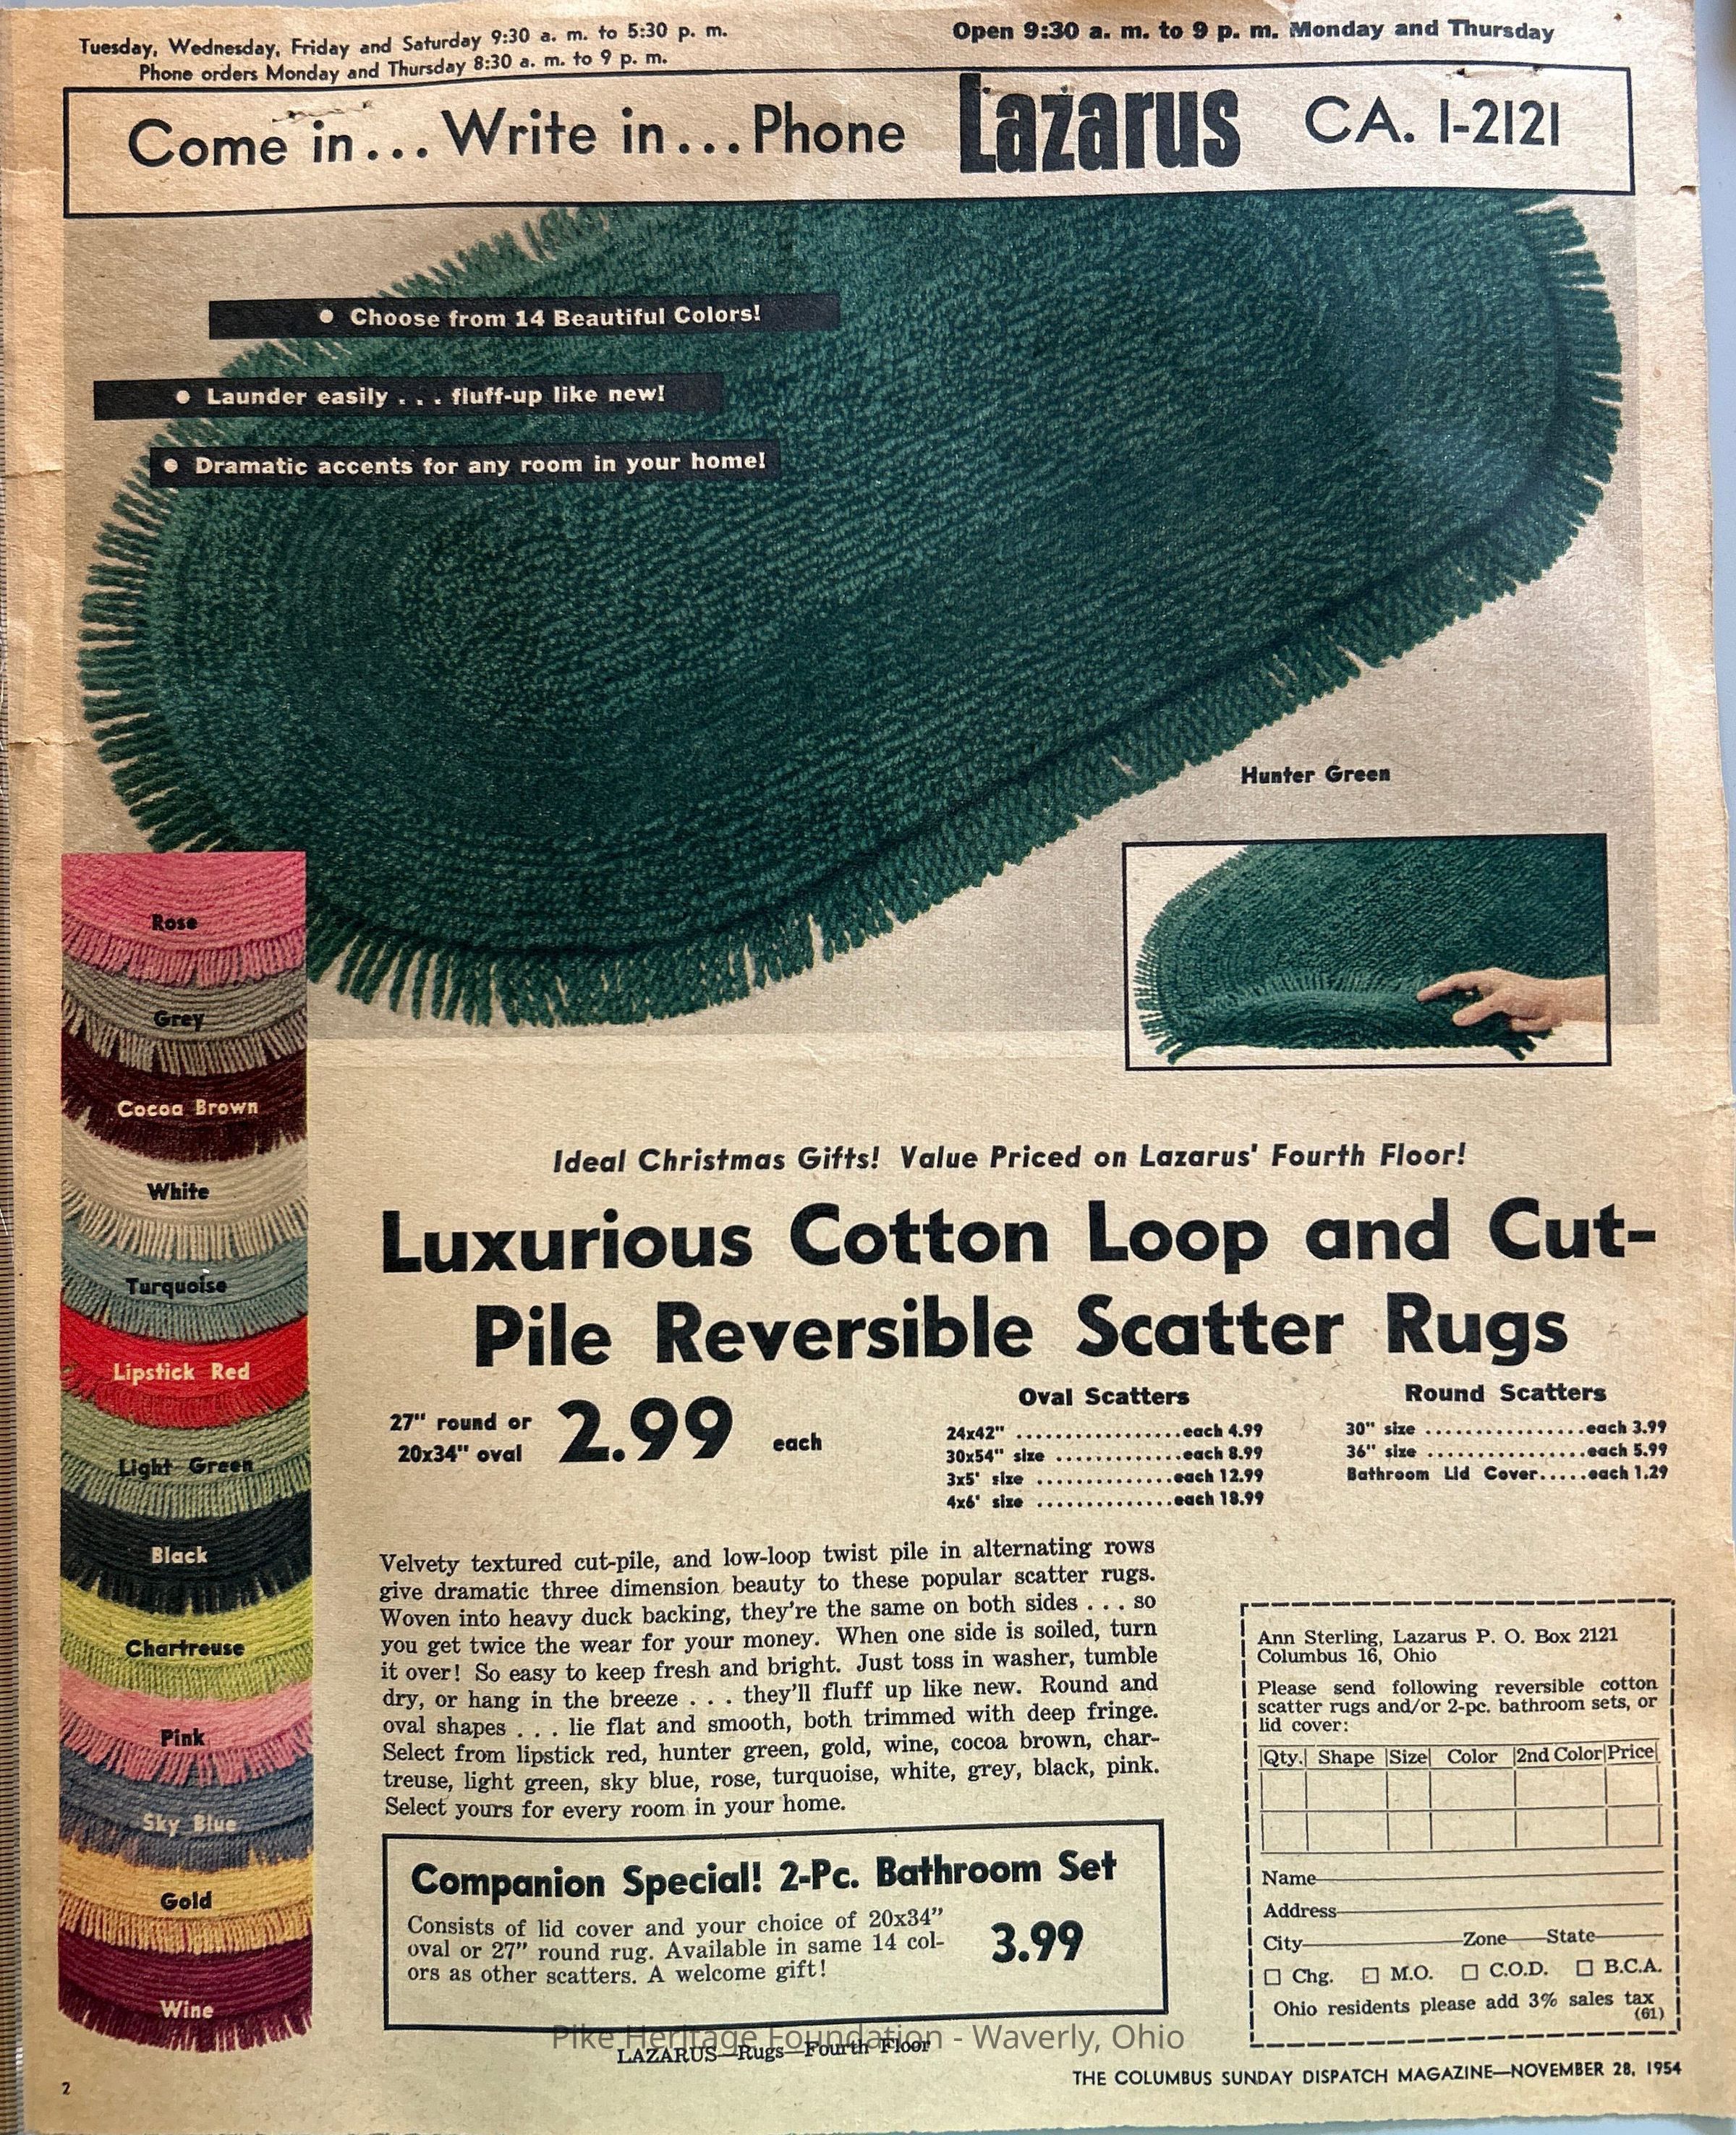 Tuesday, Wednesday, Friday and Saturday 9:30 a. m. to 5:30 p. m.
Phone orders Monday and Thursday 8:30 a. m. to 9 p. m.
Open 9:30 a. m. to 9 p. m. Monday and Thursday
Come in... Write in... Phone Lazarus CA. 1-2121
• Choose from 14 Beautiful Colors!
• Launder easily . . . fluff-up like new!
• Dramatic accents for any room in your home!
Hunter Green
Rose
Grey
Cocoa Brown
White
Turquoise
Lipstick Red
Light Green
Black
Chartreuse
Pink
Sky Blue
Gold
Wine
Ideal Christmas Gifts! Value Priced on Lazarus' Fourth Floor!
Luxurious Cotton Loop and Cut-
Pile Reversible Scatter Rugs
27" round or
20x34" oval
2.99 each
Oval Scatters
24x42" .................each 4.99
30x54" size .............each 8.99
3x5' size ..............each 12.99
4x6' size ..............each 18.99
Round Scatters
30" size ................each 3.99
36" size ................each 5.99
Bathroom Lid Cover.....each 1.29
Velvety textured cut-pile, and low-loop twist pile in alternating rows
give dramatic three dimension beauty to these popular scatter rugs.
Woven into heavy duck backing, they're the same on both sides . . . so
you get twice the wear for your money. When one side is soiled, turn
it over! So easy to keep fresh and bright. Just toss in washer, tumble
dry, or hang in the breeze . . . they'll fluff up like new. Round and
oval shapes . . . lie flat and smooth, both trimmed with deep fringe.
Select from lipstick red, hunter green, gold, wine, cocoa brown, char-
treuse, light green, sky blue, rose, turquoise, white, grey, black, pink.
Select yours for every room in your home.
Companion Special! 2-Pc. Bathroom Set
Consists of lid cover and your choice of 20x34"
oval or 27" round rug. Available in same 14 col-
ors as other scatters. A welcome gift!
3.99
Ann Sterling, Lazarus P. O. Box 2121
Columbus 16, Ohio
Please send following reversible cotton
scatter rugs and/or 2-pc. bathroom sets, or
lid cover:
Qty. Shape Size Color 2nd Color Price
Name
Address
City Zone State
☐ Chg. ☐ M.O. ☐ C.O.D. ☐ B.C.A.
Ohio residents please add 3% sales tax
(61)
Pike Heritage Foundation - Waverly, Ohio
LAZARUS—Rugs—Fourth Floor
2
THE COLUMBUS SUNDAY DISPATCH MAGAZINE—NOVEMBER 28, 1954